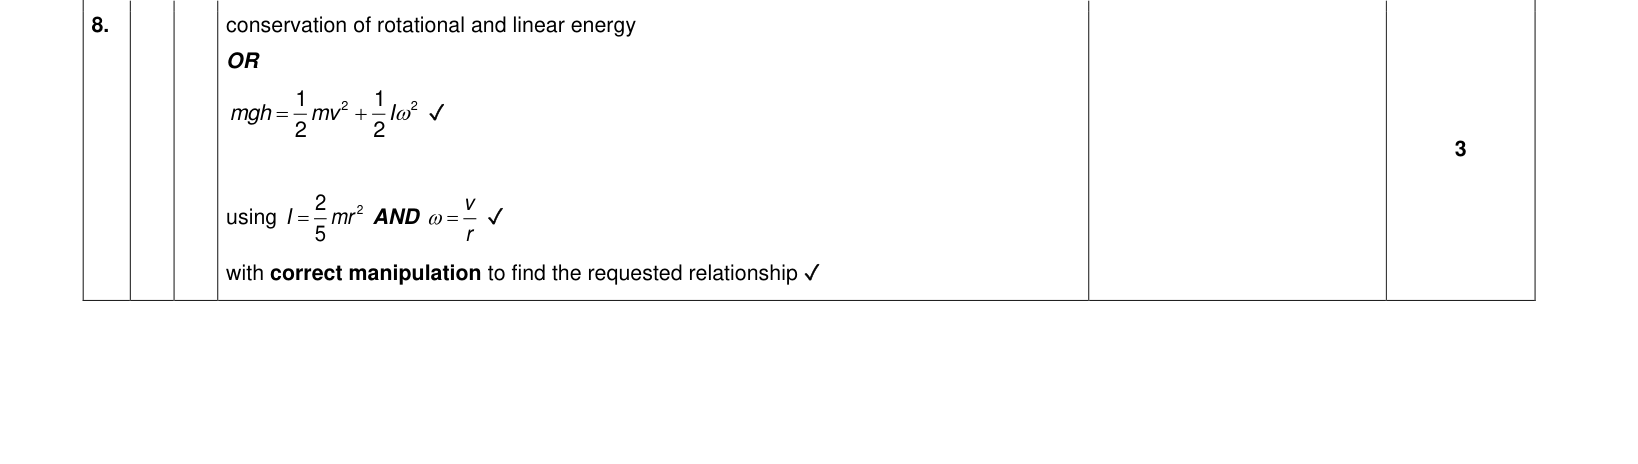 8. conservation of rotational and linear energy
OR
mgh = 1/2 mv² + 1/2 Iω² ✓
3
using I = 2/5 mr² AND ω = v/r ✓
with correct manipulation to find the requested relationship ✓